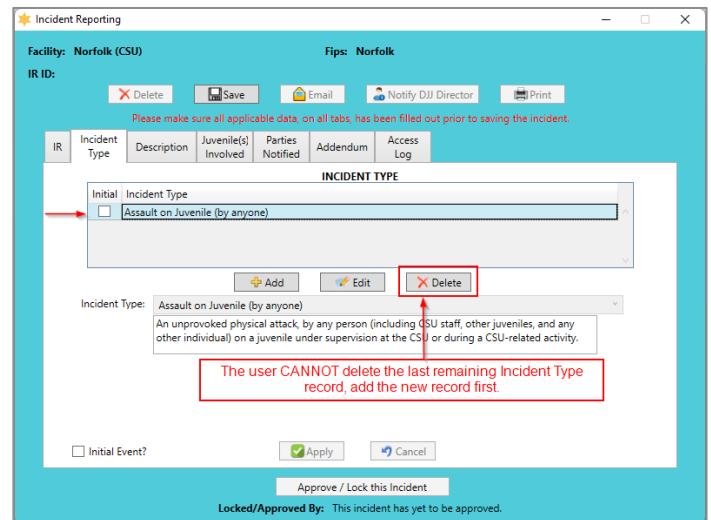 Incident Reporting
Facility: Norfolk (CSU) Fips: Norfolk
IR ID:
Delete Save Email Notify DJJ Director Print
Please make sure all applicable data, on all tabs, has been filled out prior to saving the incident.
IR Incident Type Description Juvenile(s) Involved Parties Notified Addendum Access Log
INCIDENT TYPE
Initial Incident Type
Assault on Juvenile (by anyone)
Add Edit Delete
Incident Type: Assault on Juvenile (by anyone)
An unprovoked physical attack, by any person (including CSU staff, other juveniles, and any
other individual) on a juvenile under supervision at the CSU or during a CSU-related activity.
The user CANNOT delete the last remaining Incident Type
record, add the new record first.
Initial Event? Apply Cancel
Approve / Lock this Incident
Locked/Approved By: This incident has yet to be approved.